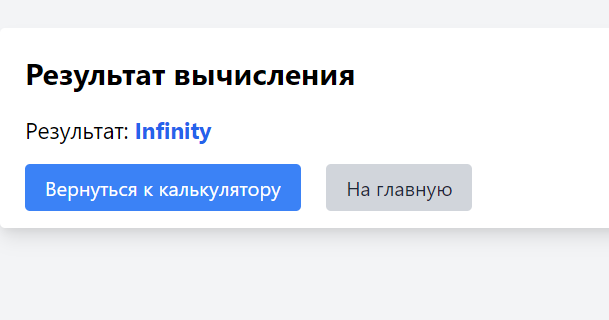 Результат вычисления
Результат: Infinity
Вернуться к калькулятору
На главную